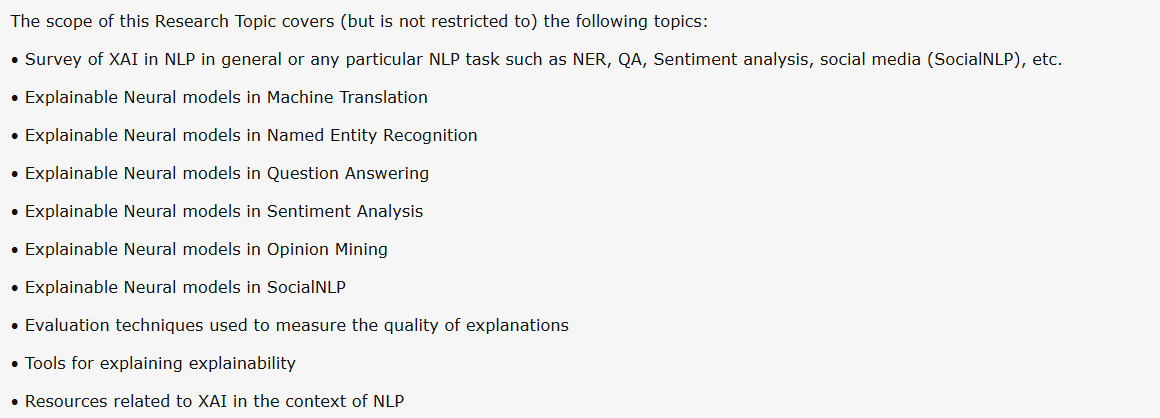 The scope of this Research Topic covers (but is not restricted to) the following topics:
• Survey of XAI in NLP in general or any particular NLP task such as NER, QA, Sentiment analysis, social media (SocialNLP), etc.
• Explainable Neural models in Machine Translation
• Explainable Neural models in Named Entity Recognition
• Explainable Neural models in Question Answering
• Explainable Neural models in Sentiment Analysis
• Explainable Neural models in Opinion Mining
• Explainable Neural models in SocialNLP
• Evaluation techniques used to measure the quality of explanations
• Tools for explaining explainability
• Resources related to XAI in the context of NLP